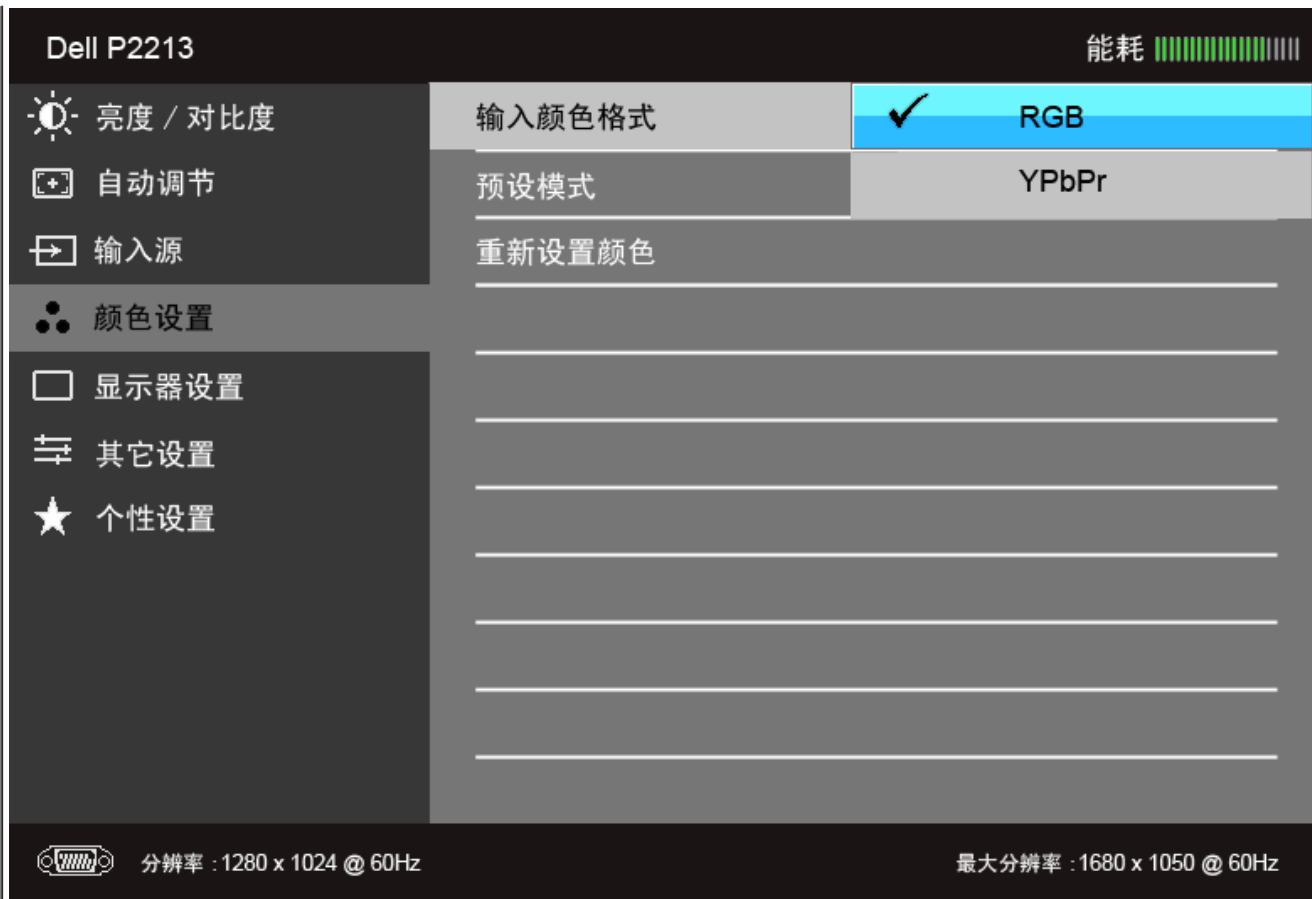 Dell P2213 能耗
亮度 / 对比度 输入颜色格式 RGB
自动调节 预设模式 YPbPr
输入源 重新设置颜色
颜色设置
显示器设置
其它设置
个性设置
分辨率 :1280 x 1024 @ 60Hz 最大分辨率 :1680 x 1050 @ 60Hz